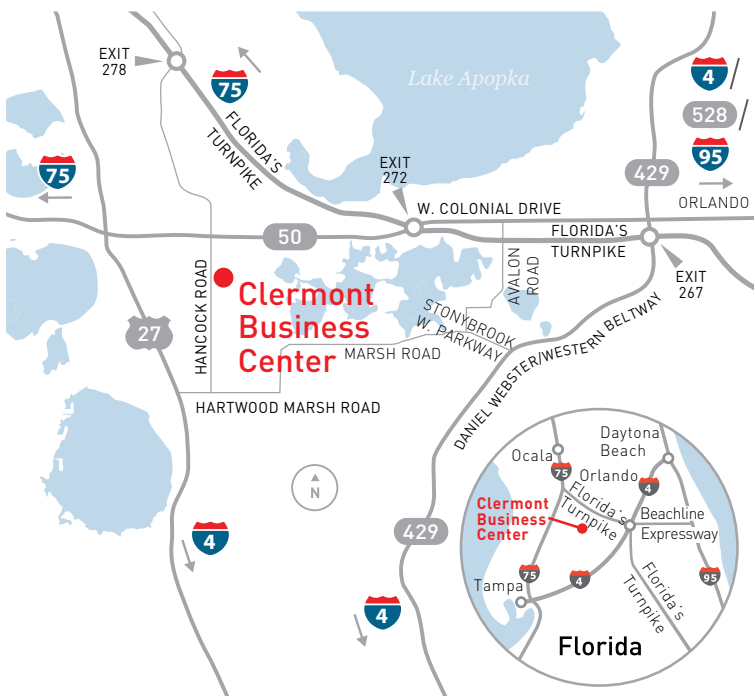 EXIT
278
75
FLORIDA'S
TURNPIKE
Lake Apopka
4
528
95
ORLANDO
75
EXIT
272
429
W. COLONIAL DRIVE
50
FLORIDA'S
TURNPIKE
EXIT
267
HANCOCK ROAD
Clermont
Business
Center
AVALON
ROAD
STONYBROOK
W. PARKWAY
27
MARSH ROAD
DANIEL WEBSTER/WESTERN BELTWAY
HARTWOOD MARSH ROAD
N
4
429
4
Ocala
Daytona
Beach
75
Orlando
4
Florida's
Turnpike
Clermont
Business
Center
Beachline
Expressway
75
4
95
Tampa
Florida's
Turnpike
Florida